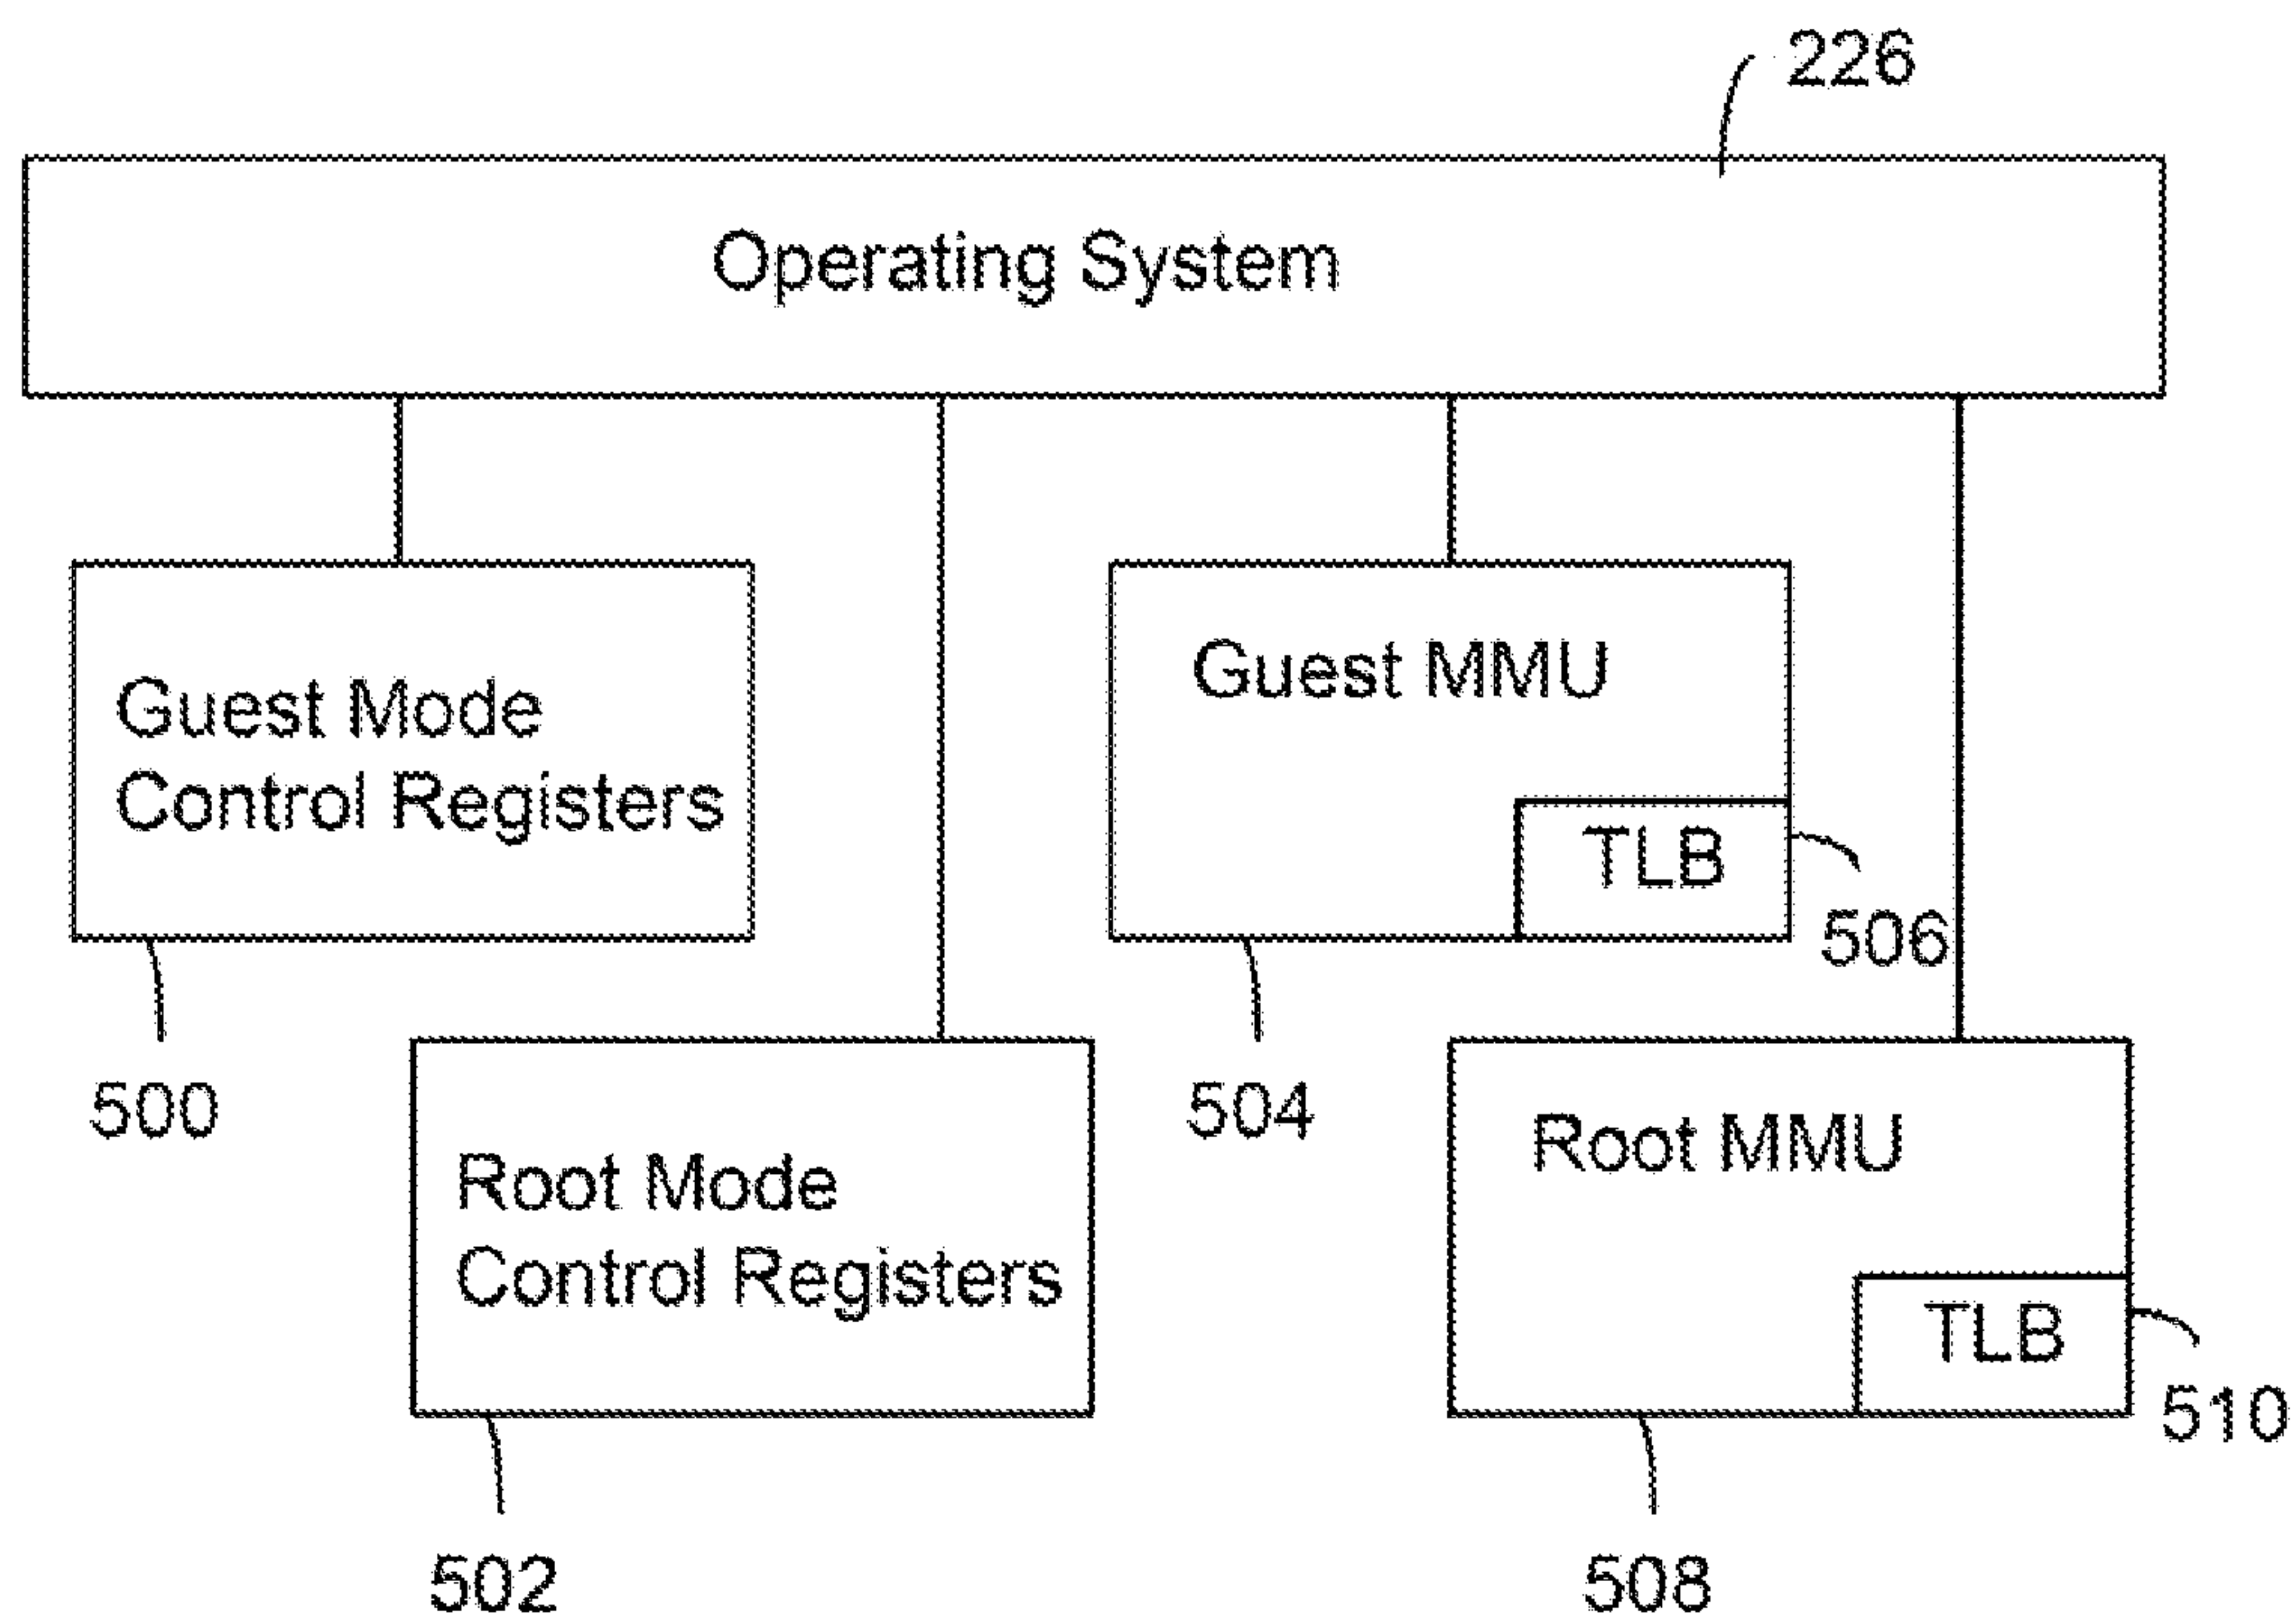 226
Operating System
Guest Mode
Control Registers
Guest MMU
TLB
506
500
504
Root Mode
Control Registers
Root MMU
TLB
510
502
508